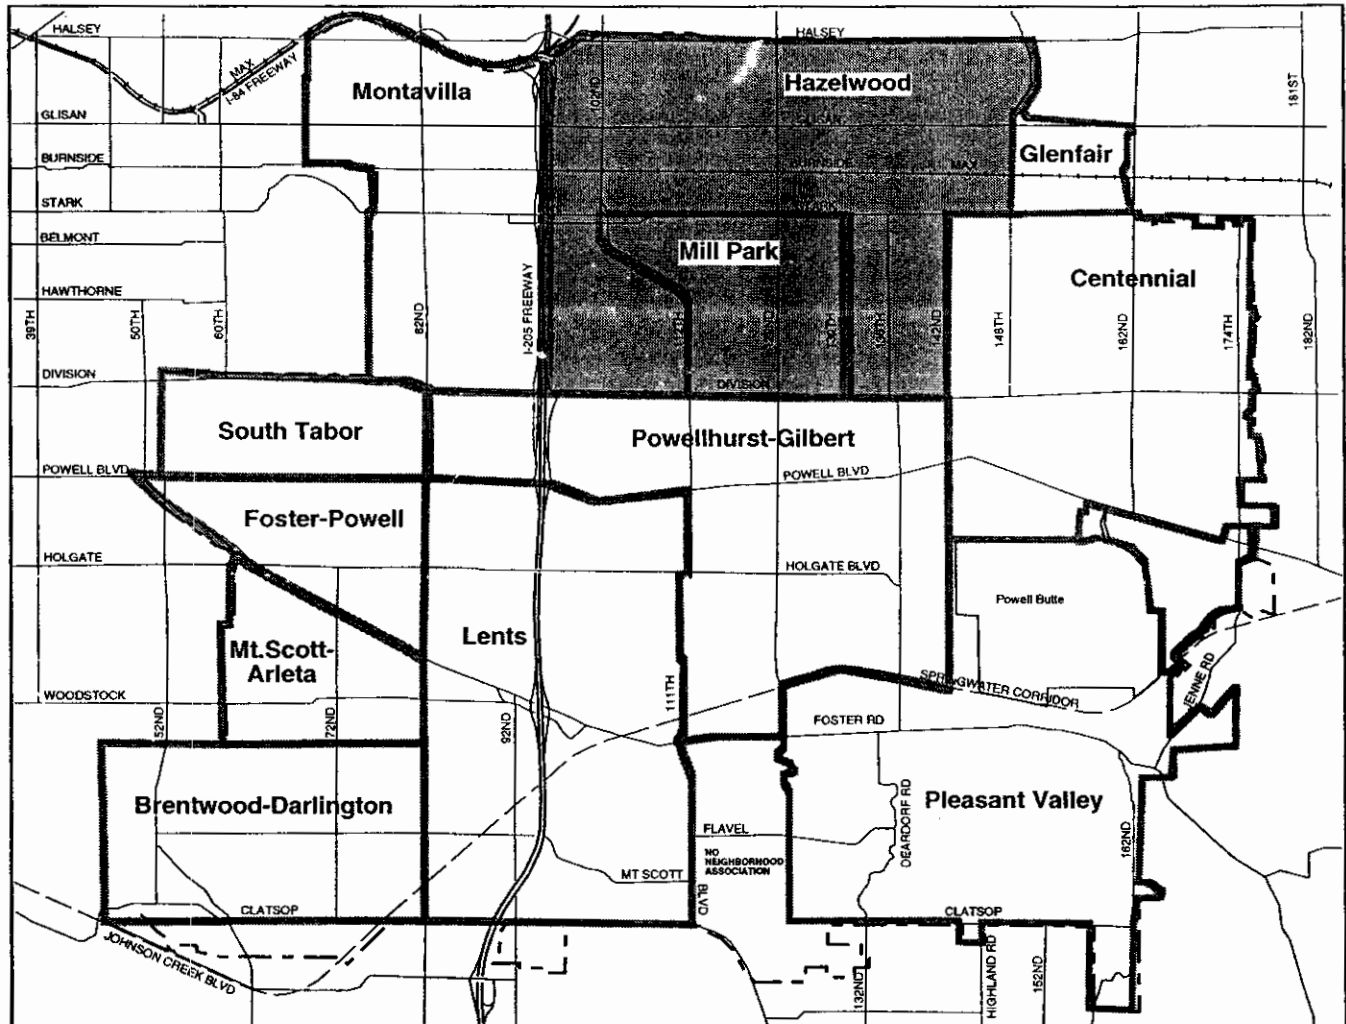 HALSEY
HALSEY
MAX
I-84 FREEWAY
Montavilla
Hazelwood
102ND
181ST
GLISAN
GLISAN
BURNSIDE
BURNSIDE
MAX
Glenfair
STARK
BELMONT
Mill Park
Centennial
HAWTHORNE
39TH
50TH
60TH
82ND
I-205 FREEWAY
142ND
148TH
162ND
174TH
182ND
DIVISION
DIVISION
South Tabor
Powellhurst-Gilbert
POWELL BLVD
POWELL BLVD
Foster-Powell
HOLGATE
HOLGATE BLVD
Powell Butte
Lents
Mt.Scott-
Arleta
111TH
SPRINGWATER CORRIDOR
JENNE RD
WOODSTOCK
52ND
72ND
92ND
FOSTER RD
Brentwood-Darlington
Pleasant Valley
DEARDORF RD
162ND
FLAVEL
NO
NEIGHBORHOOD
ASSOCIATION
MT SCOTT
BLVD
CLATSOP
CLATSOP
JOHNSON CREEK BLVD
132ND
HIGHLAND RD
152ND